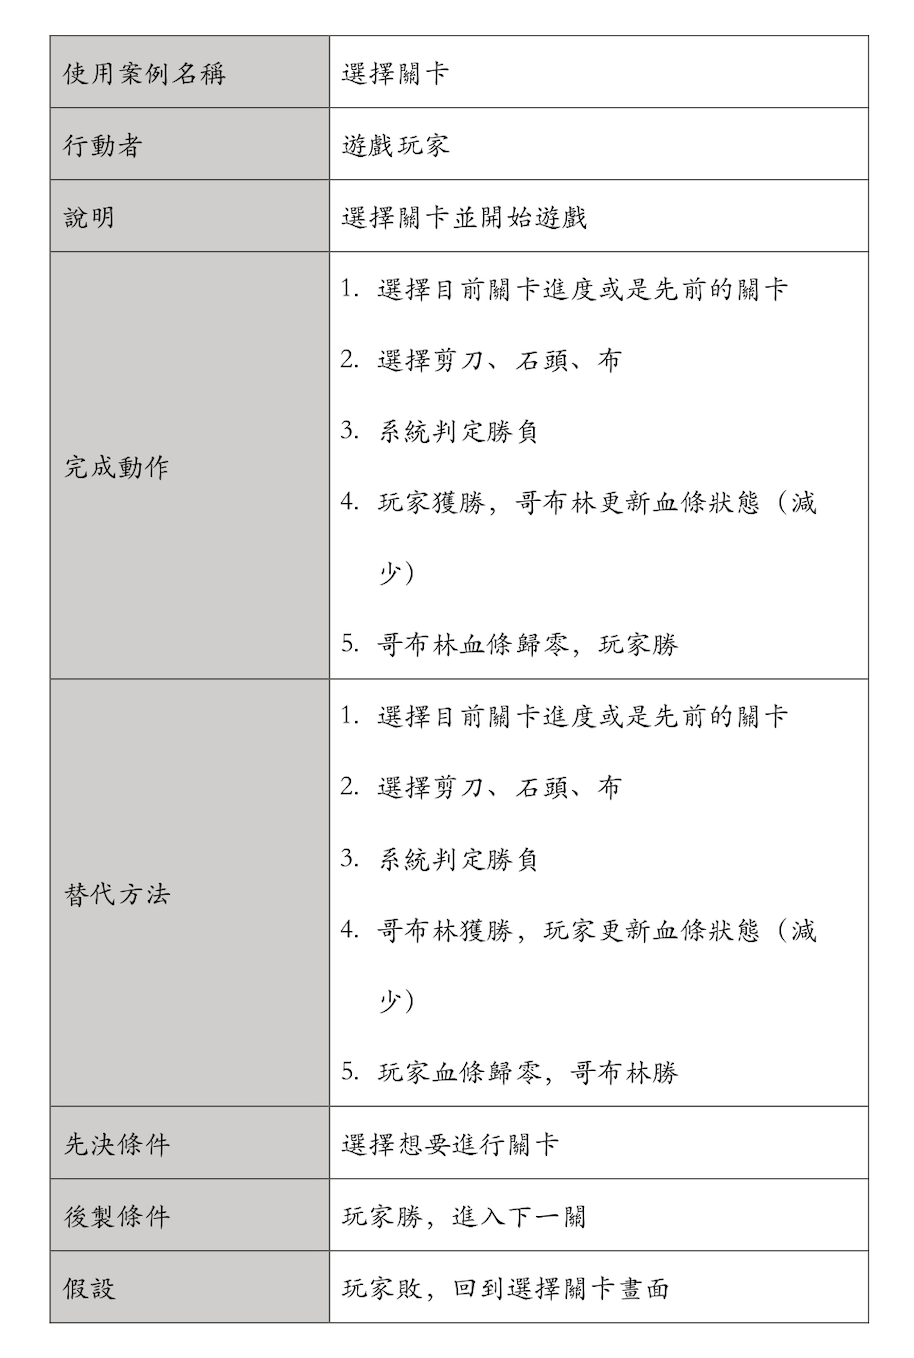 使用案例名稱 選擇關卡
行動者 遊戲玩家
說明 選擇關卡並開始遊戲
完成動作
1. 選擇目前關卡進度或是先前的關卡
2. 選擇剪刀、石頭、布
3. 系統判定勝負
4. 玩家獲勝，哥布林更新血條狀態（減
少）
5. 哥布林血條歸零，玩家勝
替代方法
1. 選擇目前關卡進度或是先前的關卡
2. 選擇剪刀、石頭、布
3. 系統判定勝負
4. 哥布林獲勝，玩家更新血條狀態（減
少）
5. 玩家血條歸零，哥布林勝
先決條件 選擇想要進行關卡
後製條件 玩家勝，進入下一關
假設 玩家敗，回到選擇關卡畫面